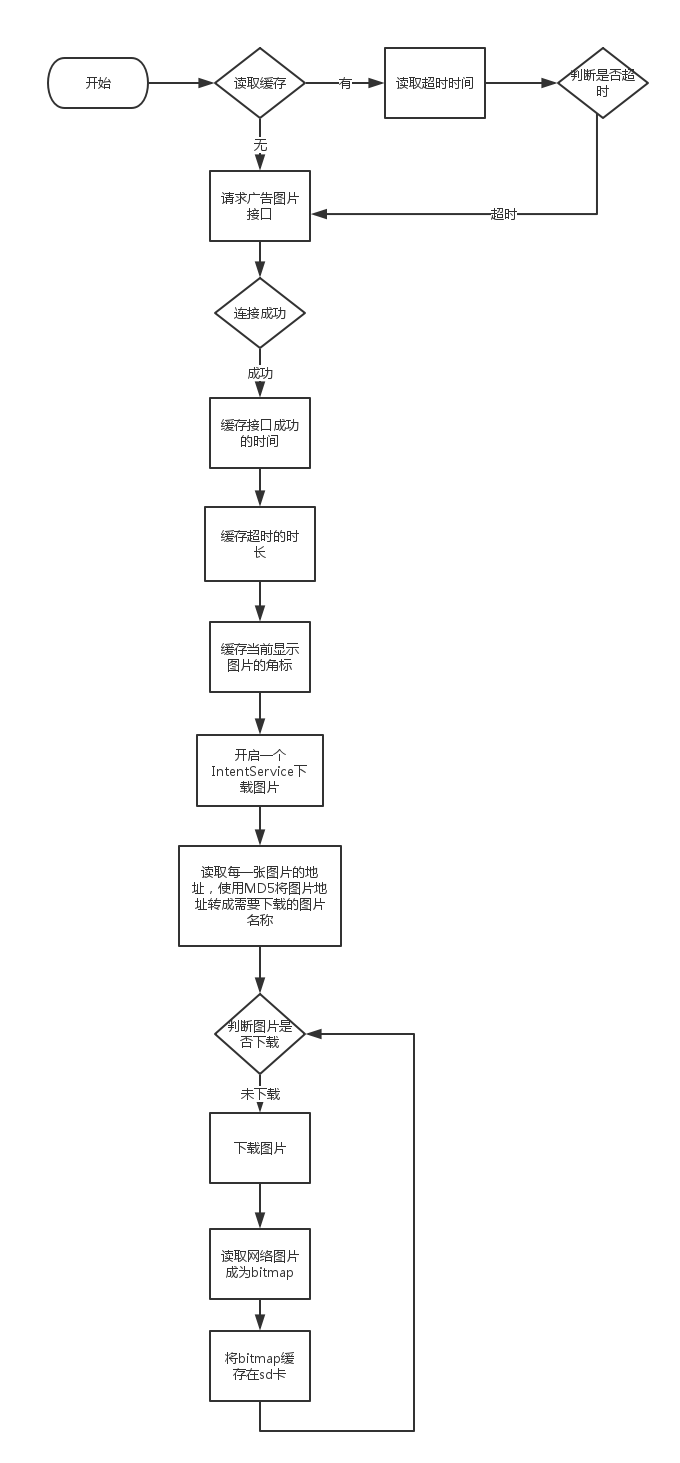 开始
读取缓存
有
读取超时时间
判断是否超
时
无
请求广告图片
接口
超时
连接成功
成功
缓存接口成功
的时间
缓存超时的时
长
缓存当前显示
图片的角标
开启一个
IntentService下
载图片
读取每一张图片的地
址，使用MD5将图片地
址转成需要下载的图片
名称
判断图片是
否下载
未下载
下载图片
读取网络图片
成为bitmap
将bitmap缓
存在sd卡